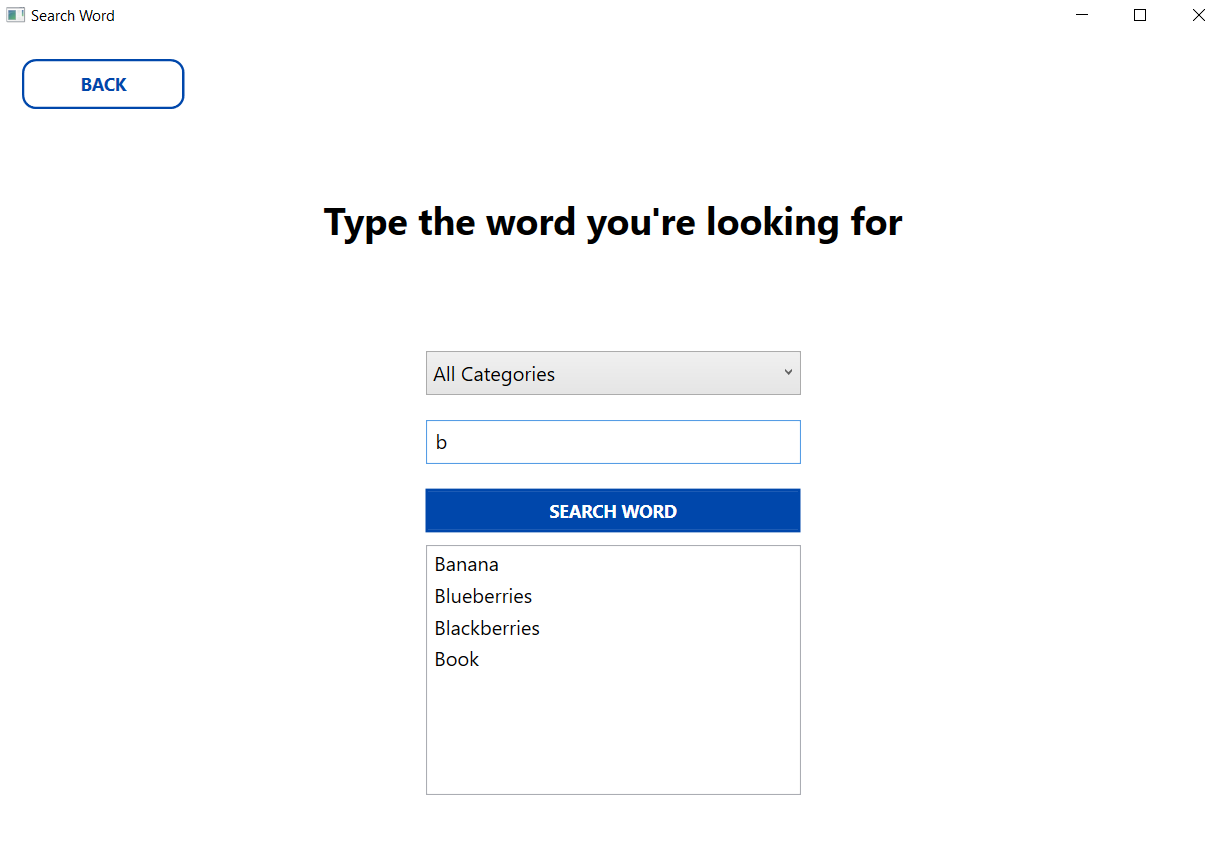 Search Word
BACK
Type the word you're looking for
All Categories
b
SEARCH WORD
Banana
Blueberries
Blackberries
Book